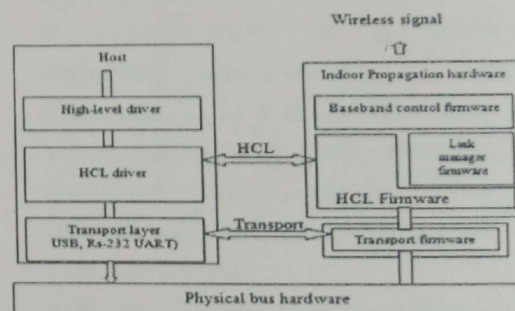 Wireless signal
Host
Indoor Propagation hardware
High-level driver
Baseband control firmware
HCL
Link
manager
firmware
HCL driver
HCL Firmware
Transport layer
USB, Rs-232 UART)
Transport
Transport firmware
Physical bus hardware